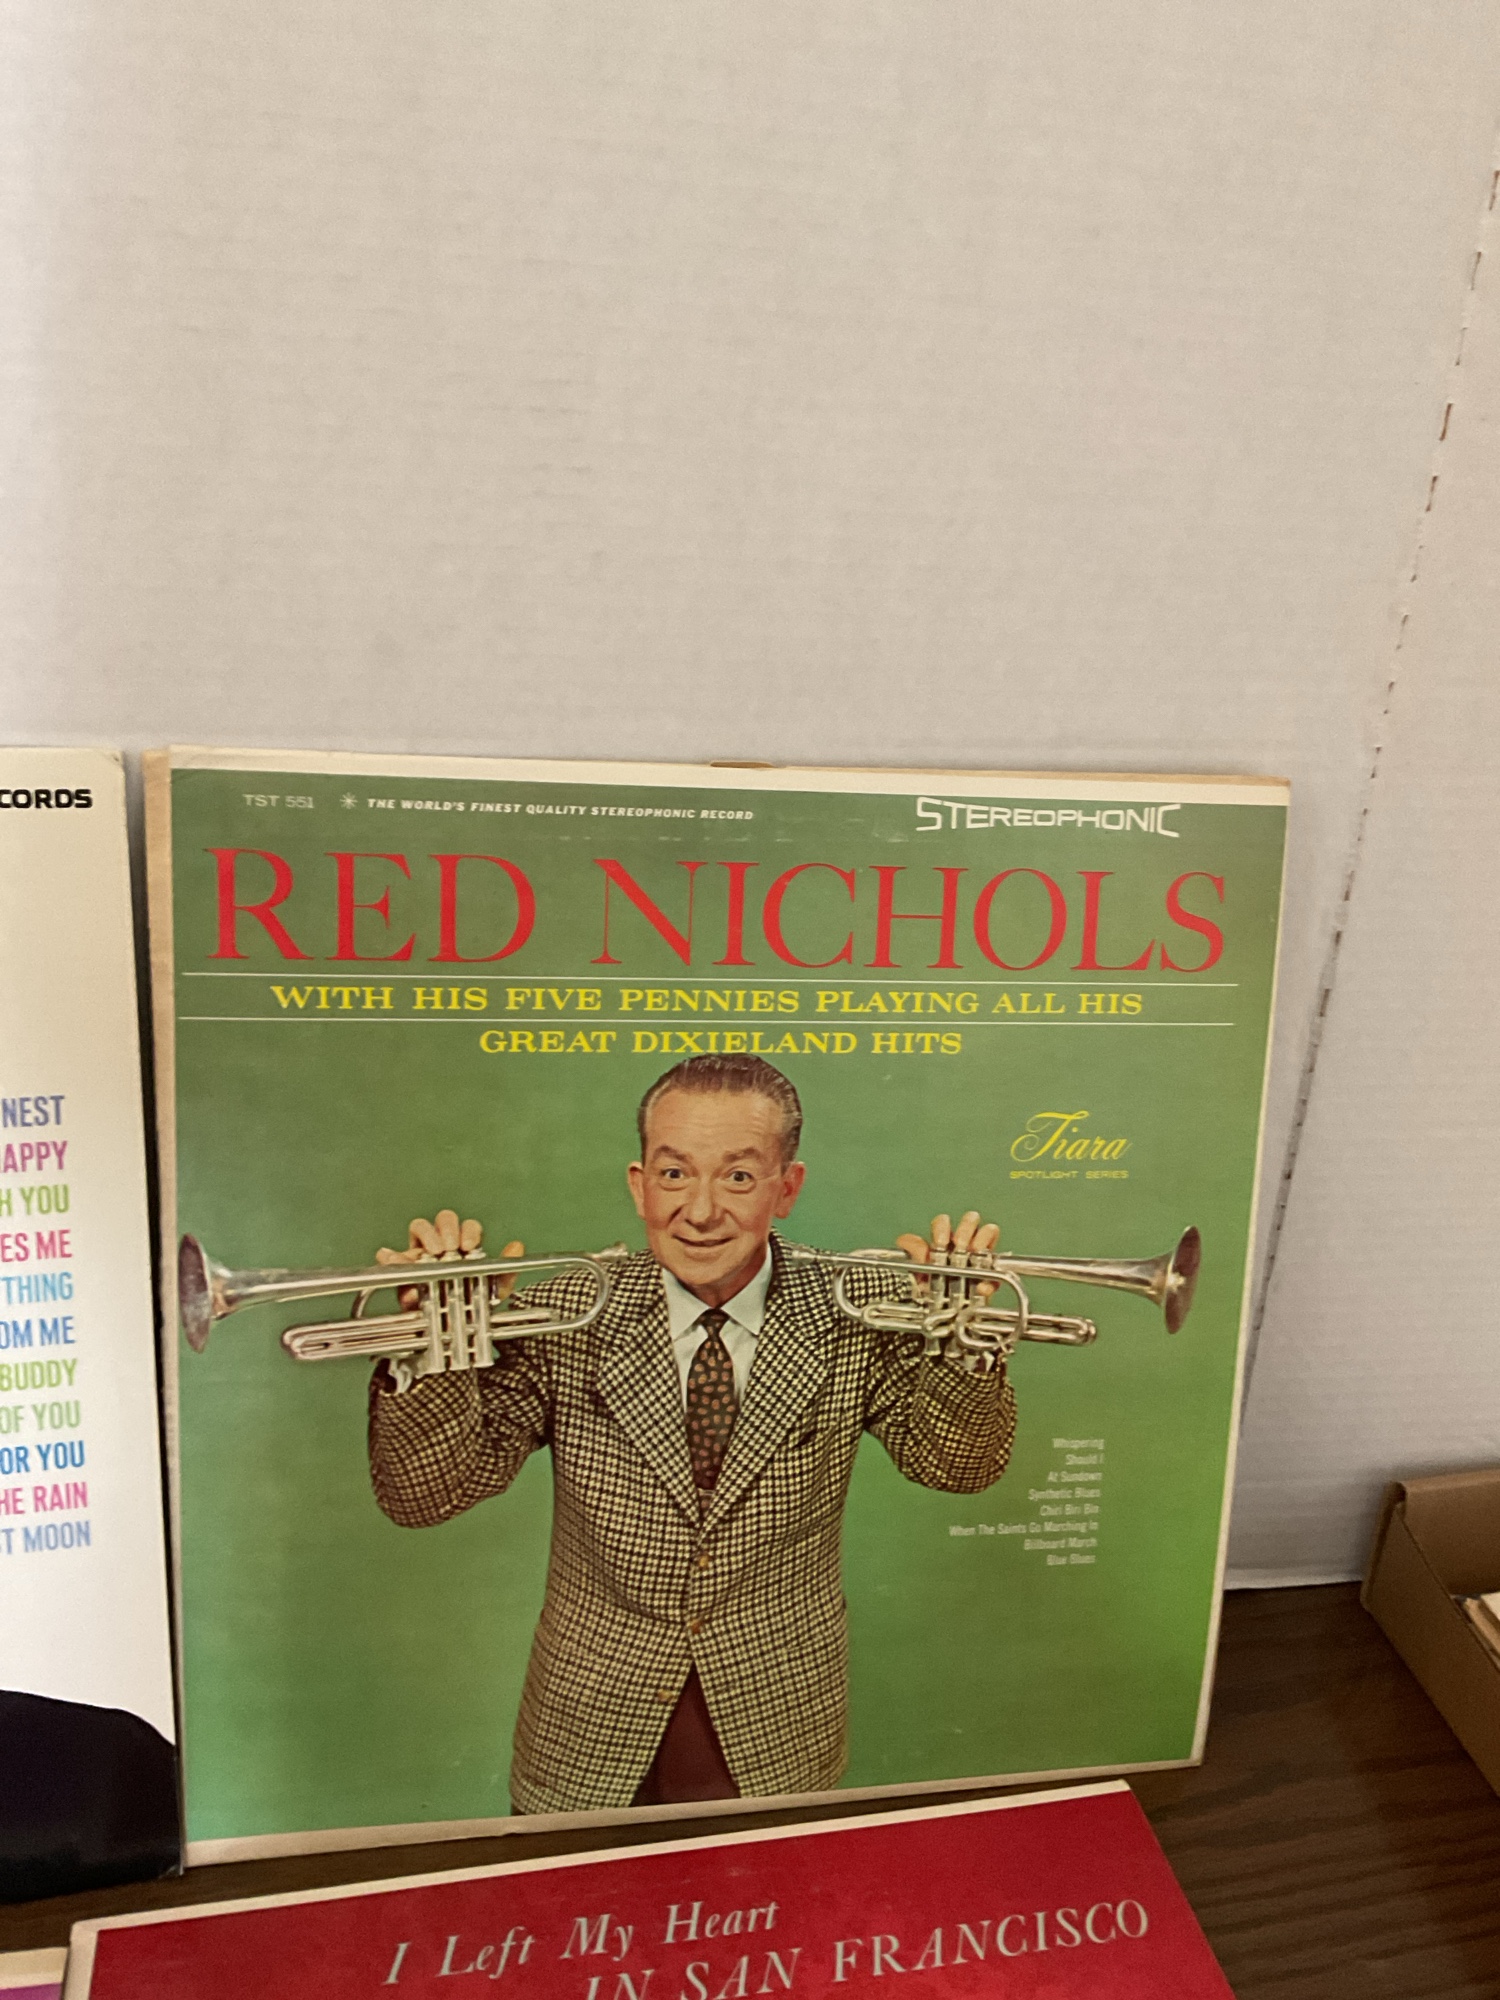 CORDS
NEST
APPY
H YOU
ES ME
THING
OM ME
BUDDY
OF YOU
OR YOU
HE RAIN
T MOON
TST 551 THE WORLD'S FINEST QUALITY STEREOPHONIC RECORD
STEREOPHONIC
RED NICHOLS
WITH HIS FIVE PENNIES PLAYING ALL HIS
GREAT DIXIELAND HITS
Tiara
SPOTLIGHT SERIES
Whispering
Should I
At Sundown
Synthetic Blues
Chiri Biri Bin
When The Saints Go Marching In
Billboard March
Blue Blues
I Left My Heart
IN SAN FRANCISCO